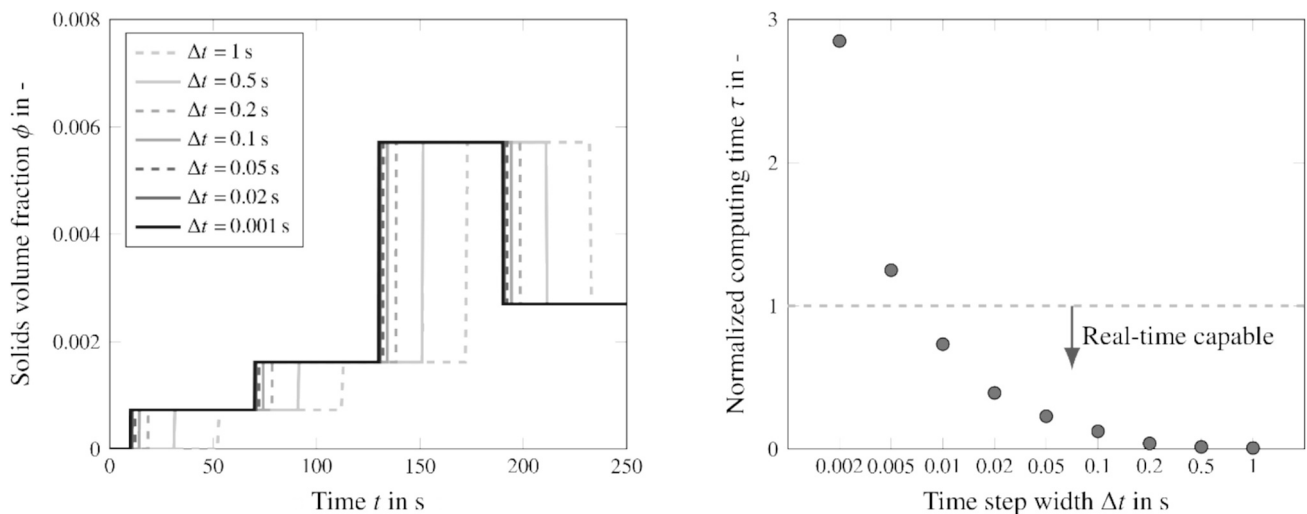 0.008
0.006
0.004
0.002
0
Solids volume fraction ϕ in -
Δt = 1 s
Δt = 0.5 s
Δt = 0.2 s
Δt = 0.1 s
Δt = 0.05 s
Δt = 0.02 s
Δt = 0.001 s
0 50 100 150 200 250
Time t in s
3
2
1
0
Normalized computing time τ in -
Real-time capable
0.002 0.005 0.01 0.02 0.05 0.1 0.2 0.5 1
Time step width Δt in s